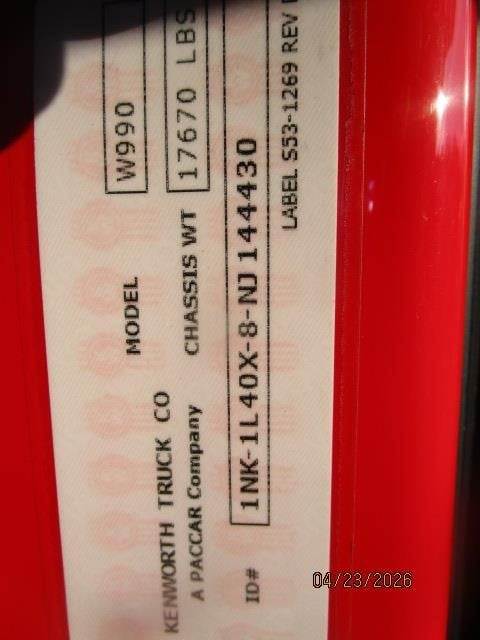 KENWORTH TRUCK CO
A PACCAR Company
MODEL W990
CHASSIS WT 17670 LBS
ID# 1NK-1L40X-8-NJ144430
LABEL S53-1269 REV
04/23/2026